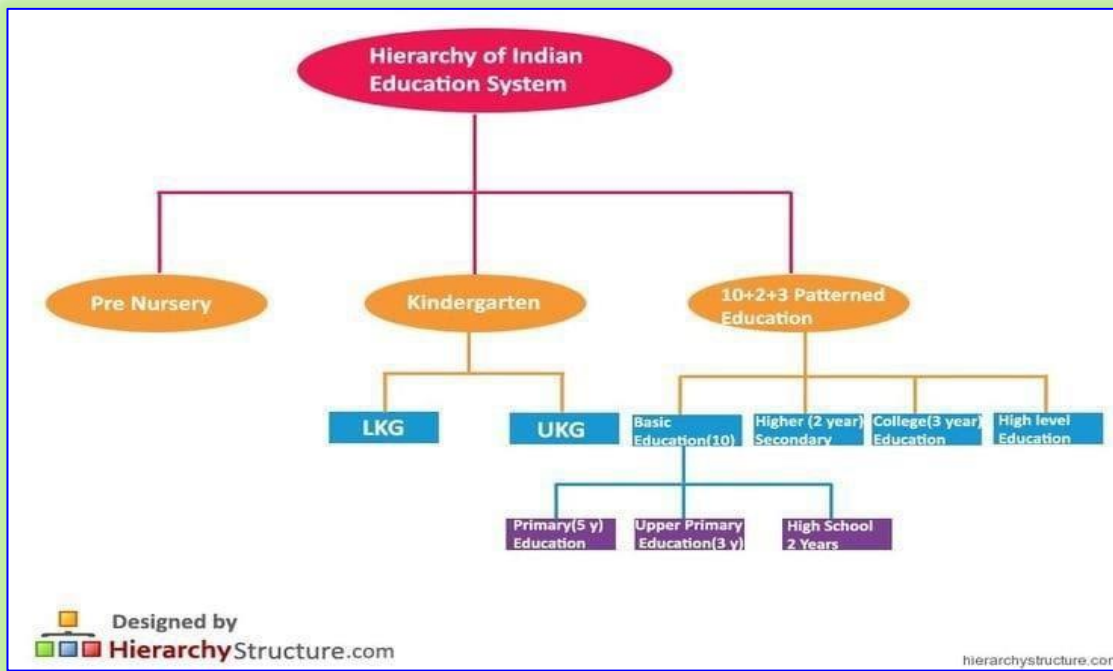 Hierarchy of Indian
Education System
Pre Nursery
Kindergarten
10+2+3 Patterned
Education
LKG
UKG
Basic
Education(10)
Higher (2 year)
Secondary
College(3 year)
Education
High level
Education
Primary(5 y)
Education
Upper Primary
Education(3 y)
High School
2 Years
Designed by
HierarchyStructure.com
hierarchystructure.com